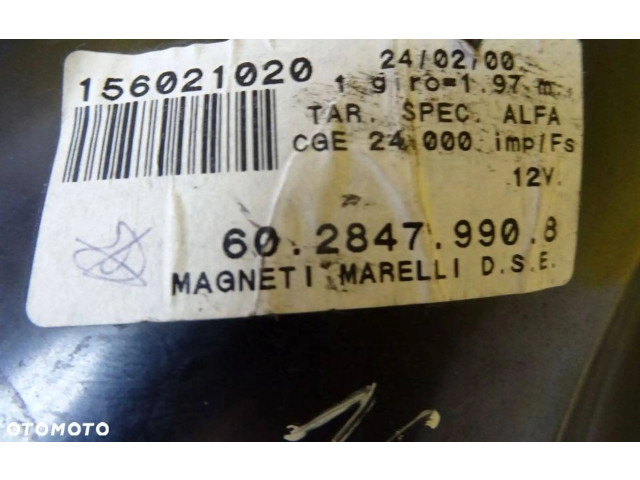 24/02/00
156021020
1 giro=1.97 m.
TAR. SPEC. ALFA
CGE 24.000 imp/Fs
12V.
60.2847.990.8
MAGNETI MARELLI D.S.E.
OTOMOTO